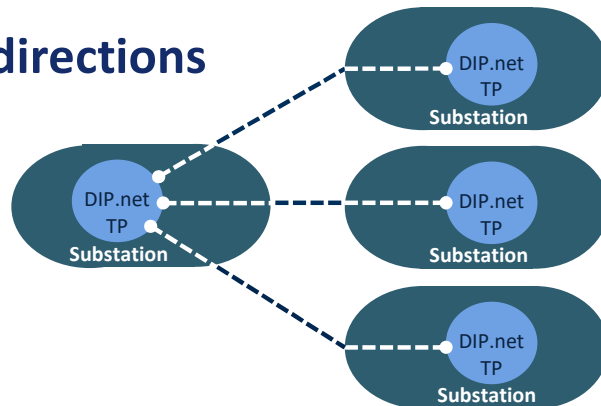 directions
DIP.net
TP
Substation
DIP.net
TP
Substation
DIP.net
TP
Substation
DIP.net
TP
Substation